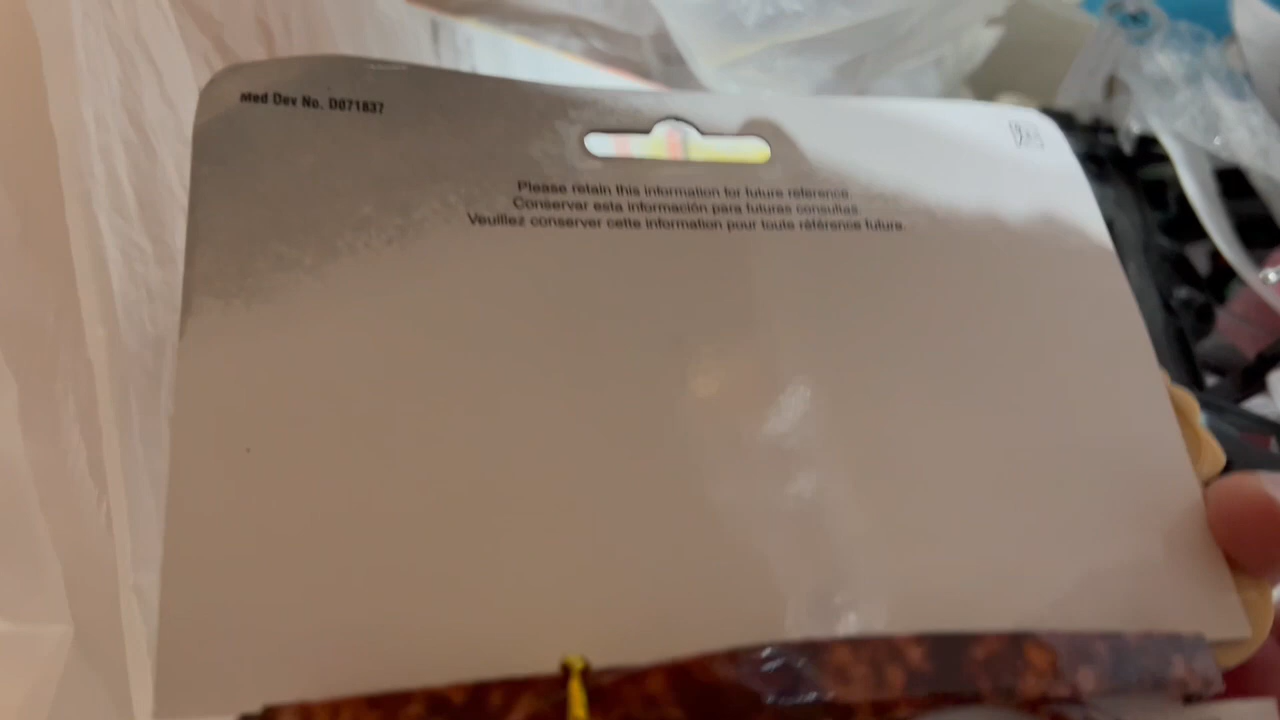 Med Dev No. D071837
Please retain this information for future reference.
Conservar esta información para futuras consultas.
Veuillez conserver cette information pour toute référence future.